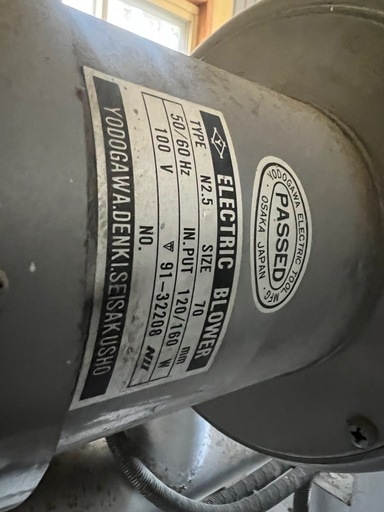 ELECTRIC BLOWER
TYPE N2.5 SIZE 70 mm
50/60 Hz IN.PUT 120/160 W
100 V NO. 91-32208
YODOGAWA.DENKI.SEISAKUSHO
YODOGAWA ELECTRIC TOOL MFG
PASSED
OSAKA JAPAN